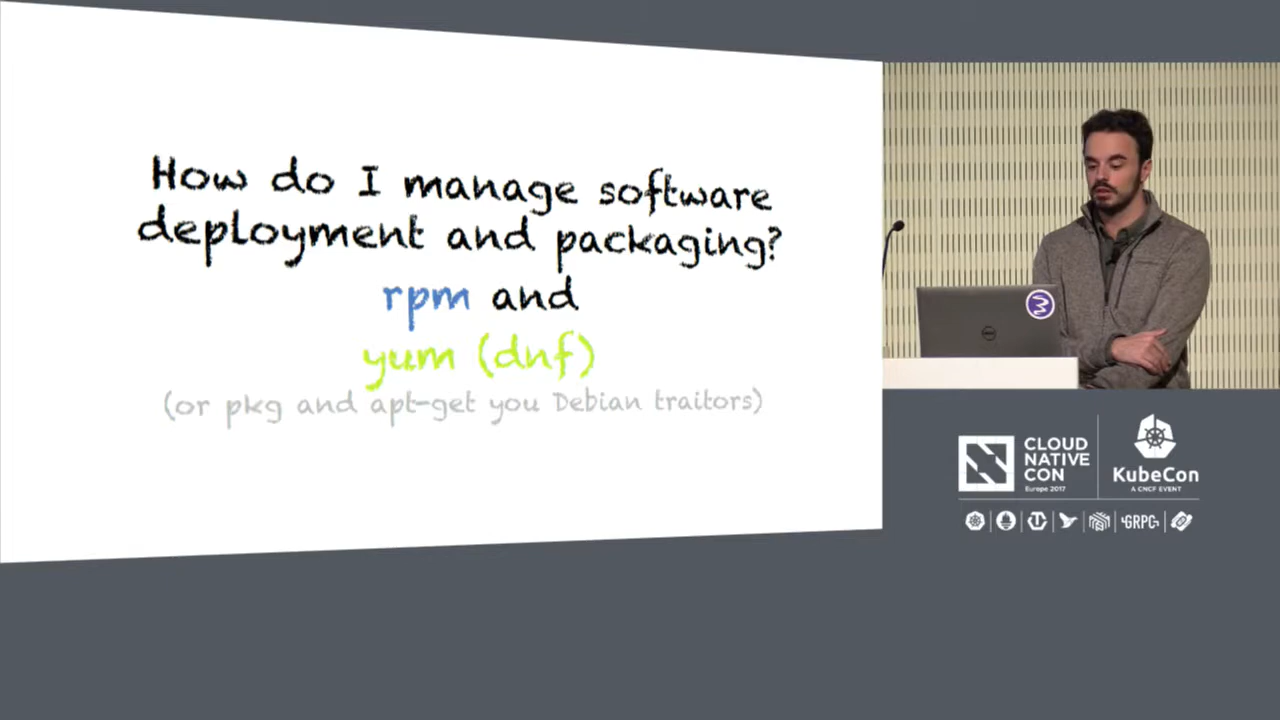 How do I manage software
deployment and packaging?
rpm and
yum (dnf)
(or pkg and apt-get you Debian traitors)
CLOUD
NATIVE
CON
Europe 2017
KubeCon
A CNCF EVENT
GRPC
DELL